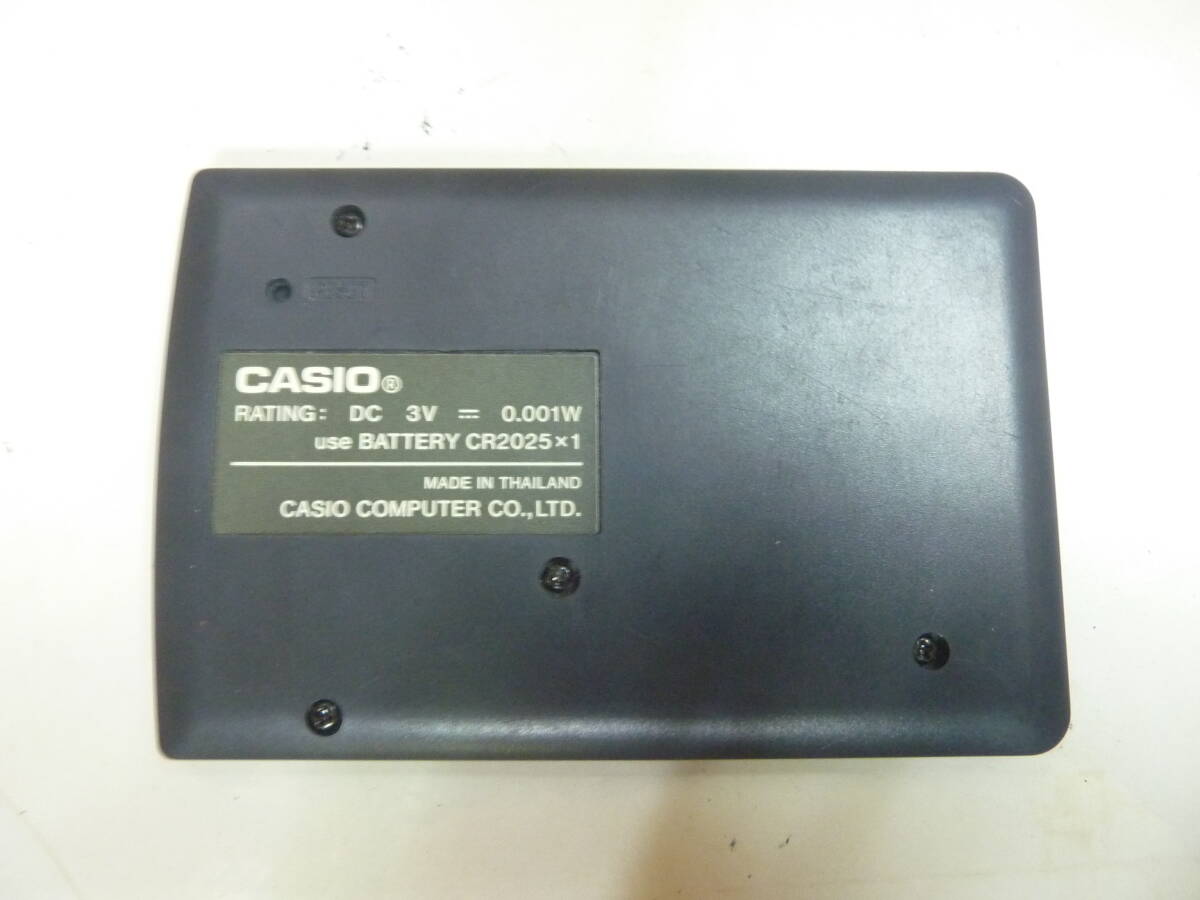 CASIO®
RATING: DC 3V ⎓ 0.001W
use BATTERY CR2025×1
MADE IN THAILAND
CASIO COMPUTER CO.,LTD.